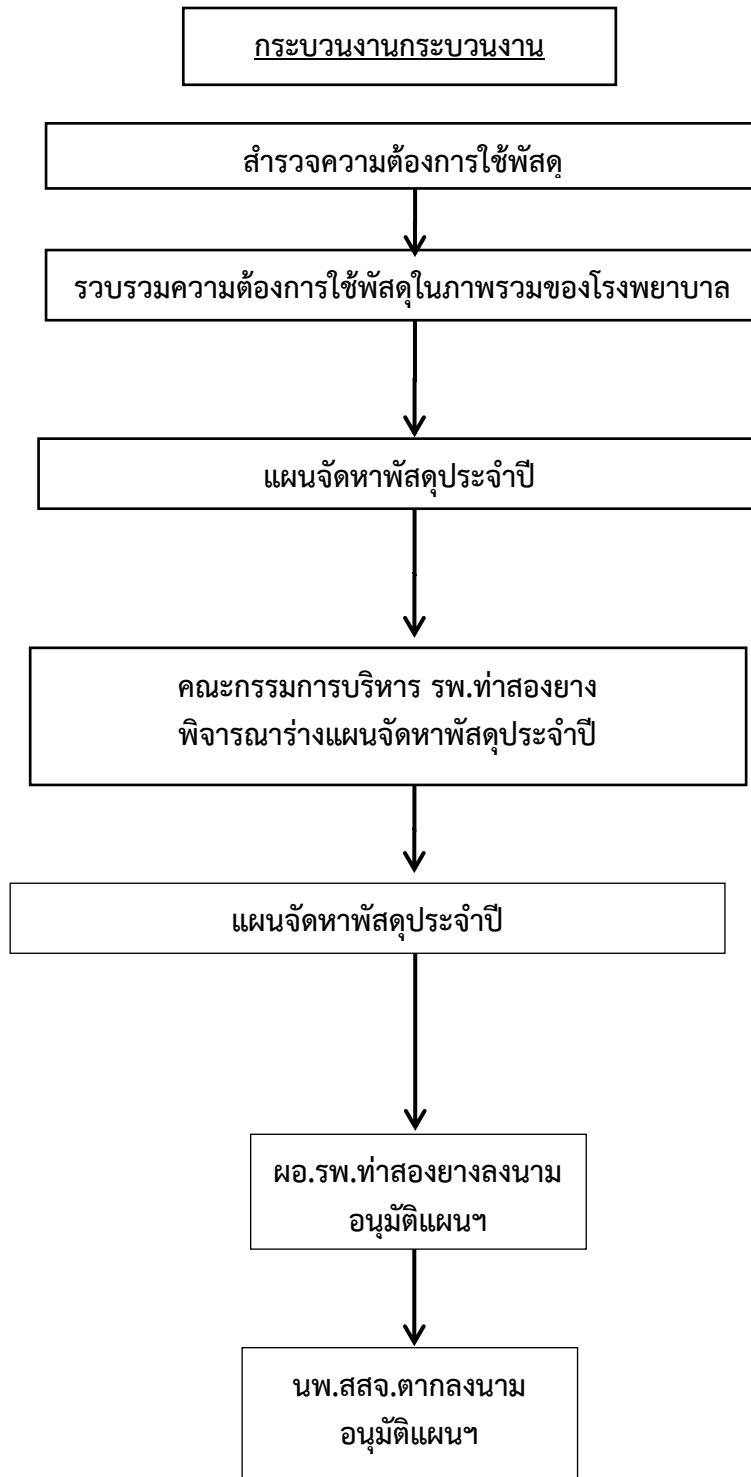 กระบวนงานกระบวนงาน
สำรวจความต้องการใช้พัสดุ
รวบรวมความต้องการใช้พัสดุในภาพรวมของโรงพยาบาล
แผนจัดหาพัสดุประจำปี
คณะกรรมการบริหาร รพ.ท่าสองยาง
พิจารณาร่างแผนจัดหาพัสดุประจำปี
แผนจัดหาพัสดุประจำปี
ผอ.รพ.ท่าสองยางลงนาม
อนุมัติแผนฯ
นพ.สสจ.ตากลงนาม
อนุมัติแผนฯ